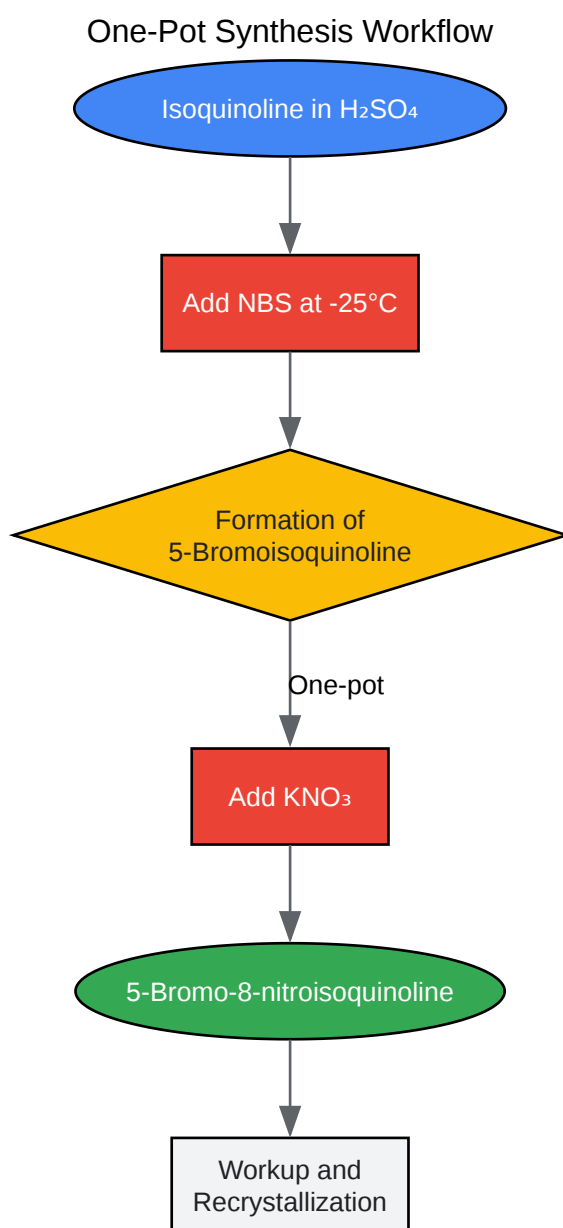 One-Pot Synthesis Workflow
Isoquinoline in H₂SO₄
Add NBS at -25°C
Formation of
5-Bromoisoquinoline
One-pot
Add KNO₃
5-Bromo-8-nitroisoquinoline
Workup and
Recrystallization